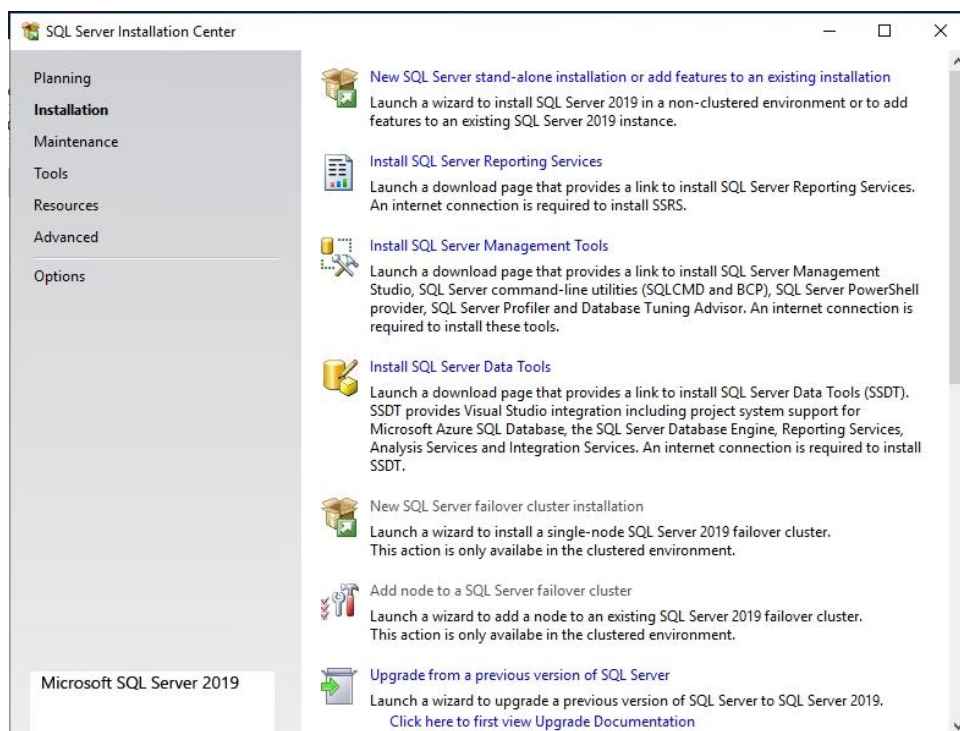 SQL Server Installation Center
Planning
Installation
Maintenance
Tools
Resources
Advanced
Options
Microsoft SQL Server 2019
New SQL Server stand-alone installation or add features to an existing installation
Launch a wizard to install SQL Server 2019 in a non-clustered environment or to add
features to an existing SQL Server 2019 instance.
Install SQL Server Reporting Services
Launch a download page that provides a link to install SQL Server Reporting Services.
An internet connection is required to install SSRS.
Install SQL Server Management Tools
Launch a download page that provides a link to install SQL Server Management
Studio, SQL Server command-line utilities (SQLCMD and BCP), SQL Server PowerShell
provider, SQL Server Profiler and Database Tuning Advisor. An internet connection is
required to install these tools.
Install SQL Server Data Tools
Launch a download page that provides a link to install SQL Server Data Tools (SSDT).
SSDT provides Visual Studio integration including project system support for
Microsoft Azure SQL Database, the SQL Server Database Engine, Reporting Services,
Analysis Services and Integration Services. An internet connection is required to install
SSDT.
New SQL Server failover cluster installation
Launch a wizard to install a single-node SQL Server 2019 failover cluster.
This action is only availabe in the clustered environment.
Add node to a SQL Server failover cluster
Launch a wizard to add a node to an existing SQL Server 2019 failover cluster.
This action is only availabe in the clustered environment.
Upgrade from a previous version of SQL Server
Launch a wizard to upgrade a previous version of SQL Server to SQL Server 2019.
Click here to first view Upgrade Documentation